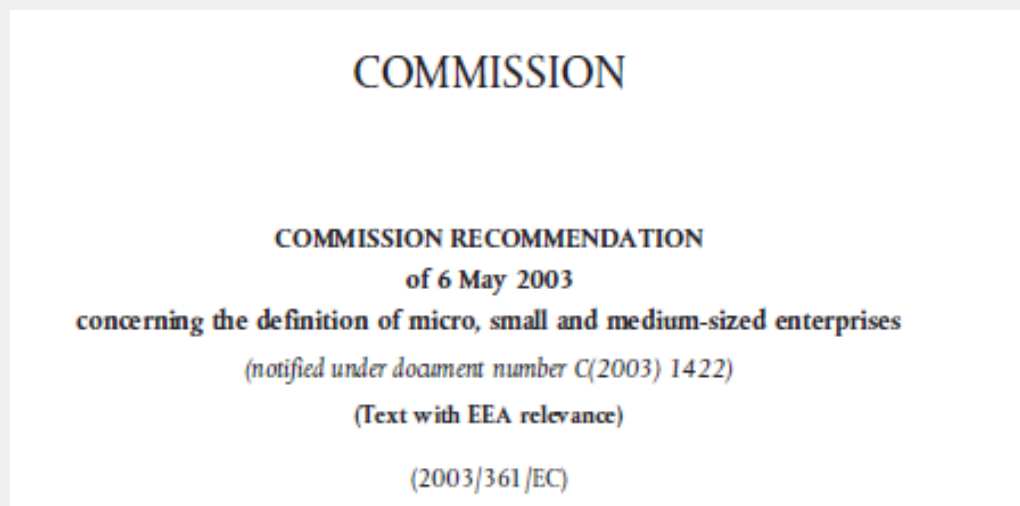 COMMISSION
COMMISSION RECOMMENDATION
of 6 May 2003
concerning the definition of micro, small and medium-sized enterprises
(notified under document number C(2003) 1422)
(Text with EEA relevance)
(2003/361/EC)